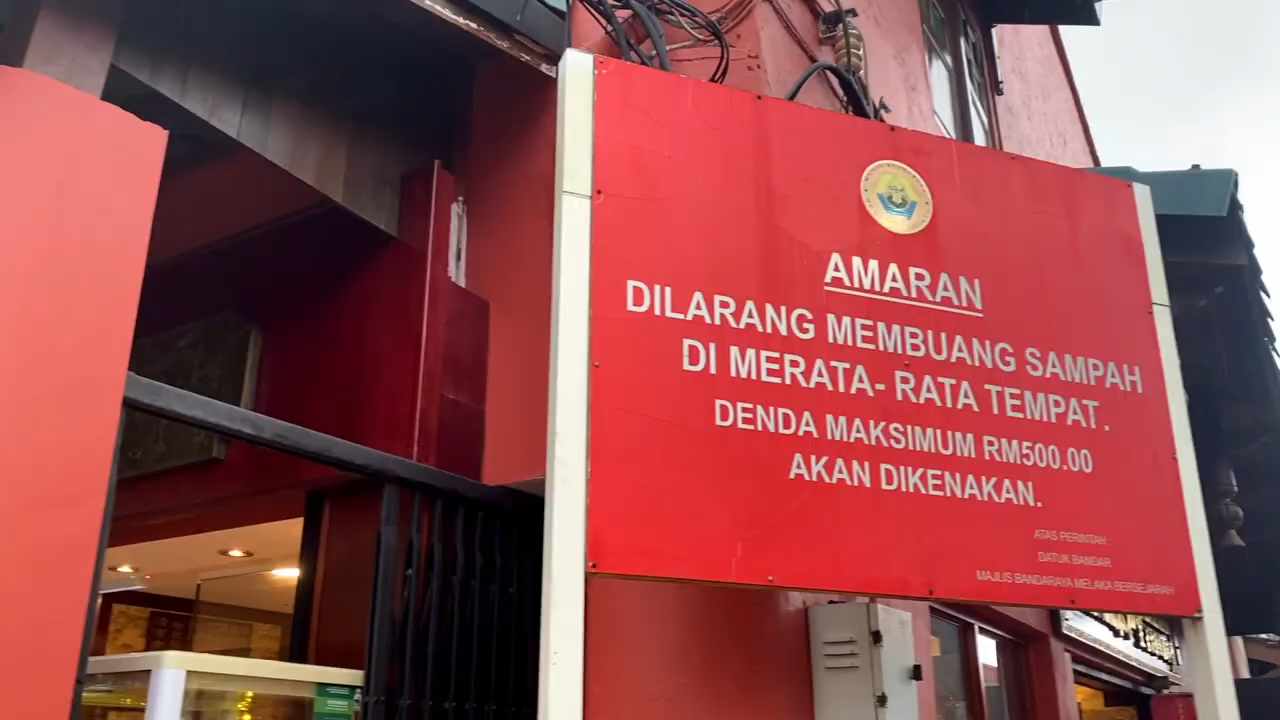 AMARAN
DILARANG MEMBUANG SAMPAH
DI MERATA- RATA TEMPAT.
DENDA MAKSIMUM RM500.00
AKAN DIKENAKAN.
ATAS PERINTAH
DATUK BANDAR
MAJLIS BANDARAYA MELAKA BERSEJARAH